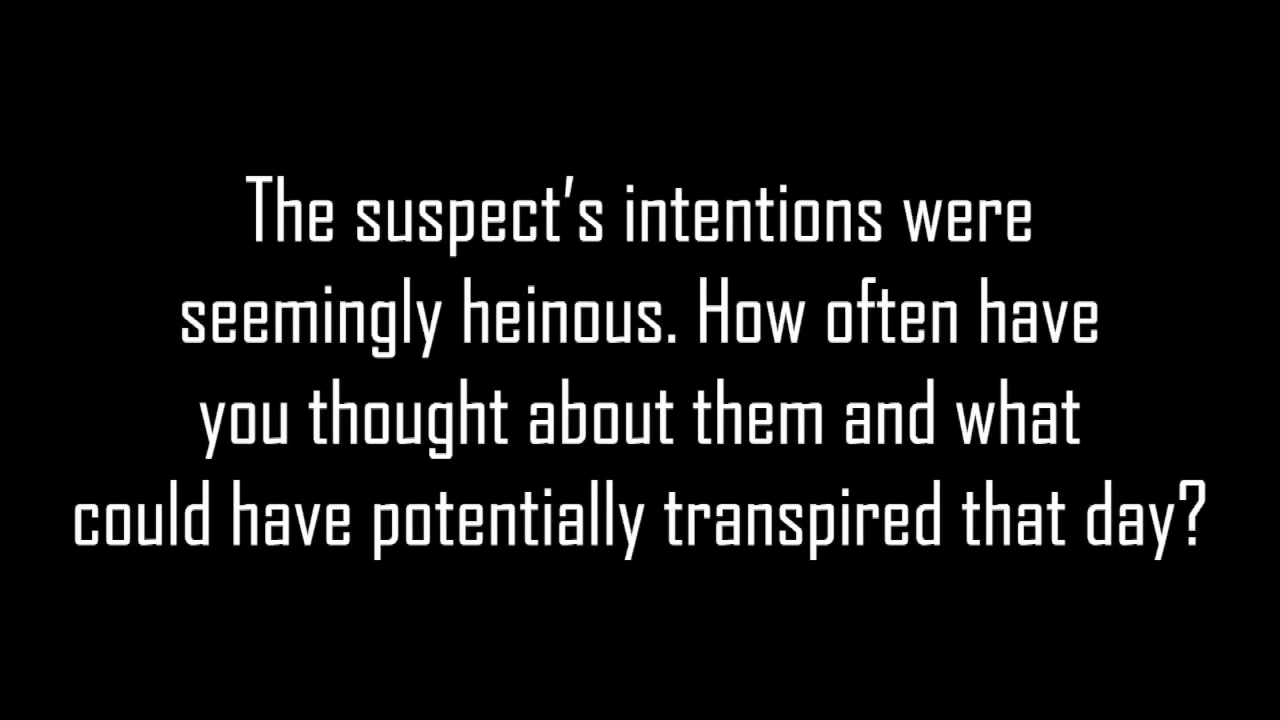 The suspect's intentions were
seemingly heinous. How often have
you thought about them and what
could have potentially transpired that day?